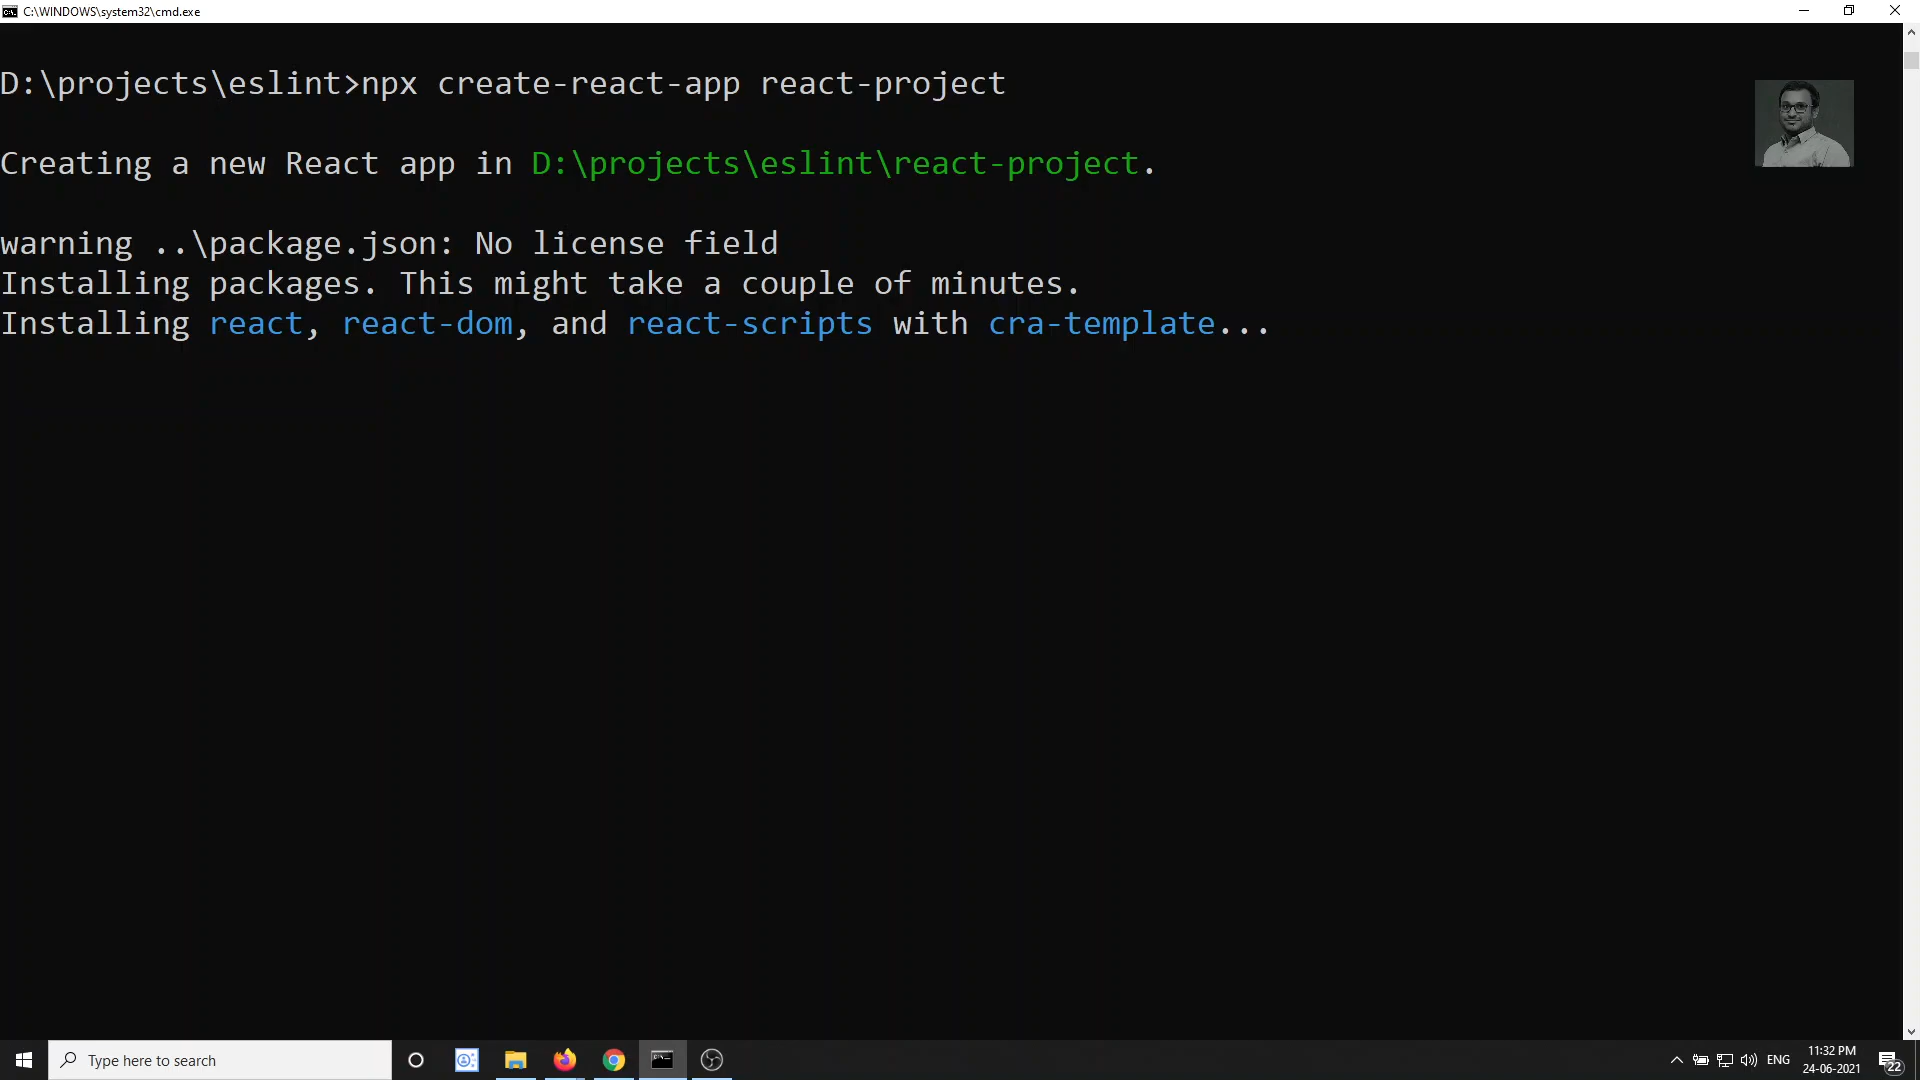 C:\WINDOWS\system32\cmd.exe
D:\projects\eslint>npx create-react-app react-project
Creating a new React app in D:\projects\eslint\react-project.
warning ..\package.json: No license field
Installing packages. This might take a couple of minutes.
Installing react, react-dom, and react-scripts with cra-template...
Type here to search
ENG
11:32 PM
24-06-2021
22